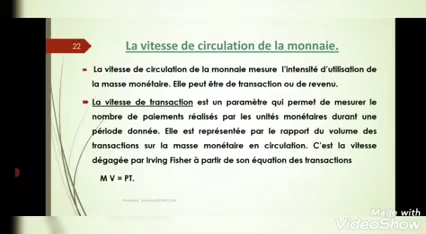 22
La vitesse de circulation de la monnaie.
La vitesse de circulation de la monnaie mesure l'intensité d'utilisation de
la masse monétaire. Elle peut être de transaction ou de revenu.
La vitesse de transaction est un paramètre qui permet de mesurer le
nombre de paiements réalisés par les unités monétaires durant une
période donnée. Elle est représentée par le rapport du volume des
transactions sur la masse monétaire en circulation. C'est la vitesse
dégagée par Irving Fisher à partir de son équation des transactions
M V = PT.
Made with
VideoShow